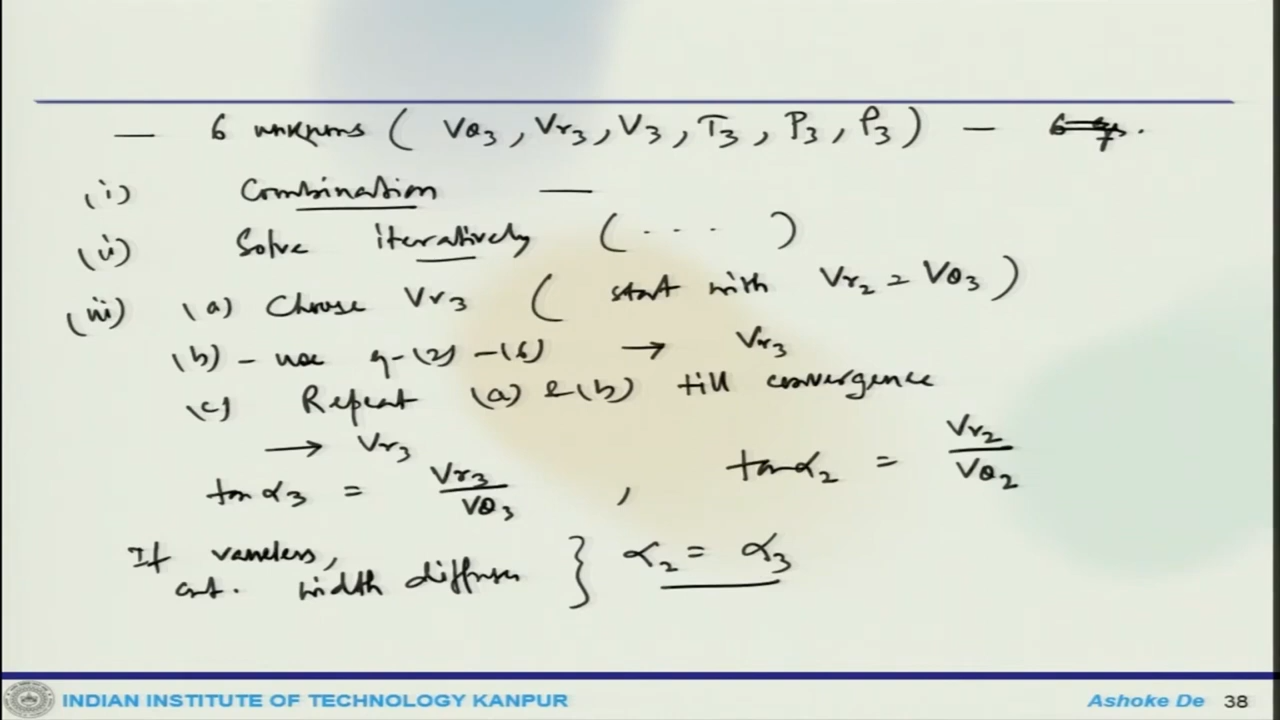 — 6 unknowns ( Vθ3 , Vr3 , V3 , T3 , P3 , ρ3 ) — 6 eqs.
(i) Combination —
(ii) Solve iteratively ( . . . )
(iii) (a) Choose Vr3 ( start with Vr2 = Vθ3 )
(b) - use eq-(2) - (6) → Vr3
(c) Repeat (a) & (b) till convergence
→ Vr3
tan α3 = Vr3 / Vθ3 , tan α2 = Vr2 / Vθ2
If vaneless, cnt. width diffuser } α2 = α3
INDIAN INSTITUTE OF TECHNOLOGY KANPUR
Ashoke De 38